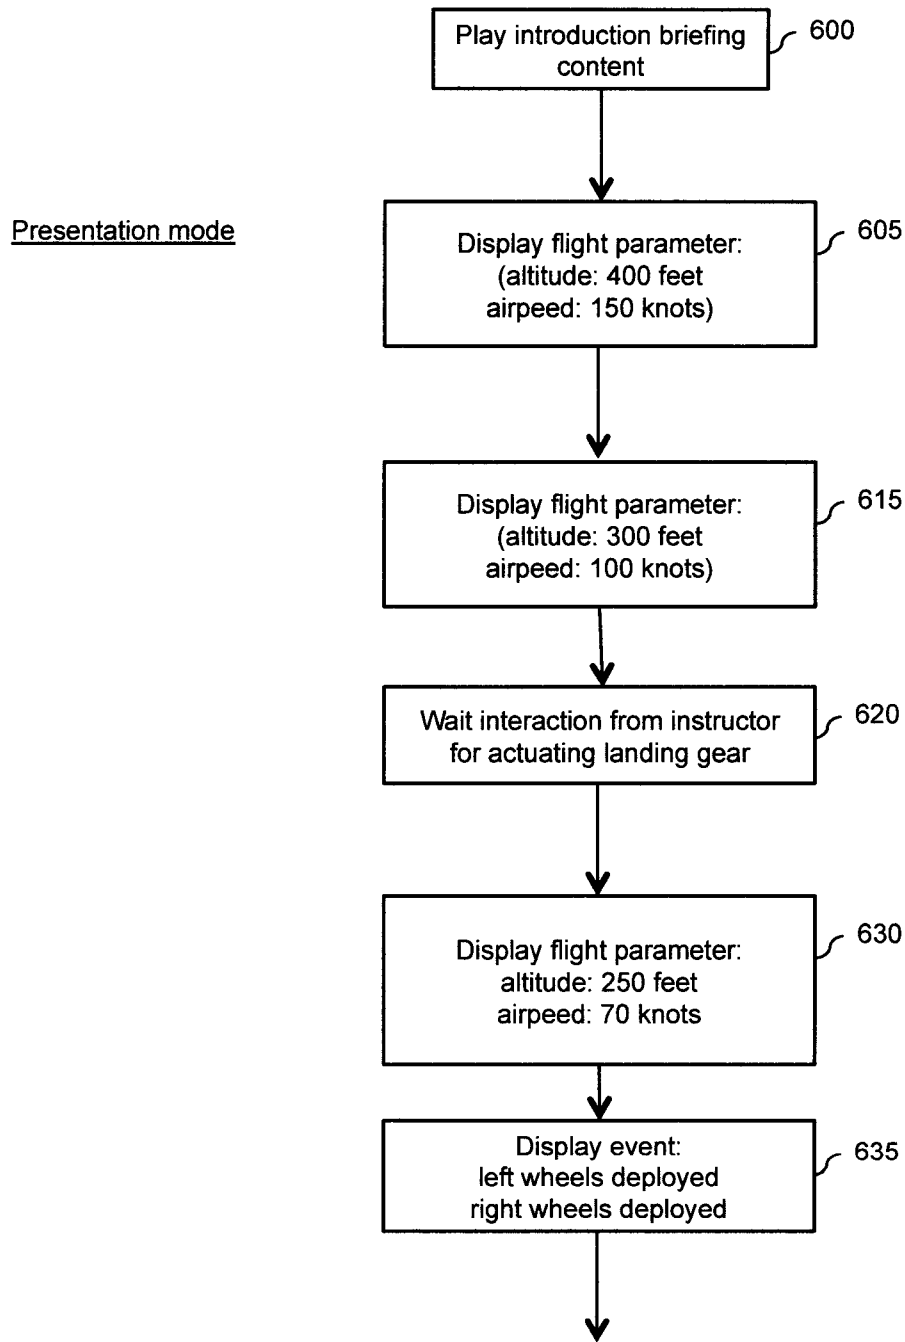 Play introduction briefing
content
600
Presentation mode
Display flight parameter:
(altitude: 400 feet
airpeed: 150 knots)
605
Display flight parameter:
(altitude: 300 feet
airpeed: 100 knots)
615
Wait interaction from instructor
for actuating landing gear
620
Display flight parameter:
altitude: 250 feet
airpeed: 70 knots
630
Display event:
left wheels deployed
right wheels deployed
635